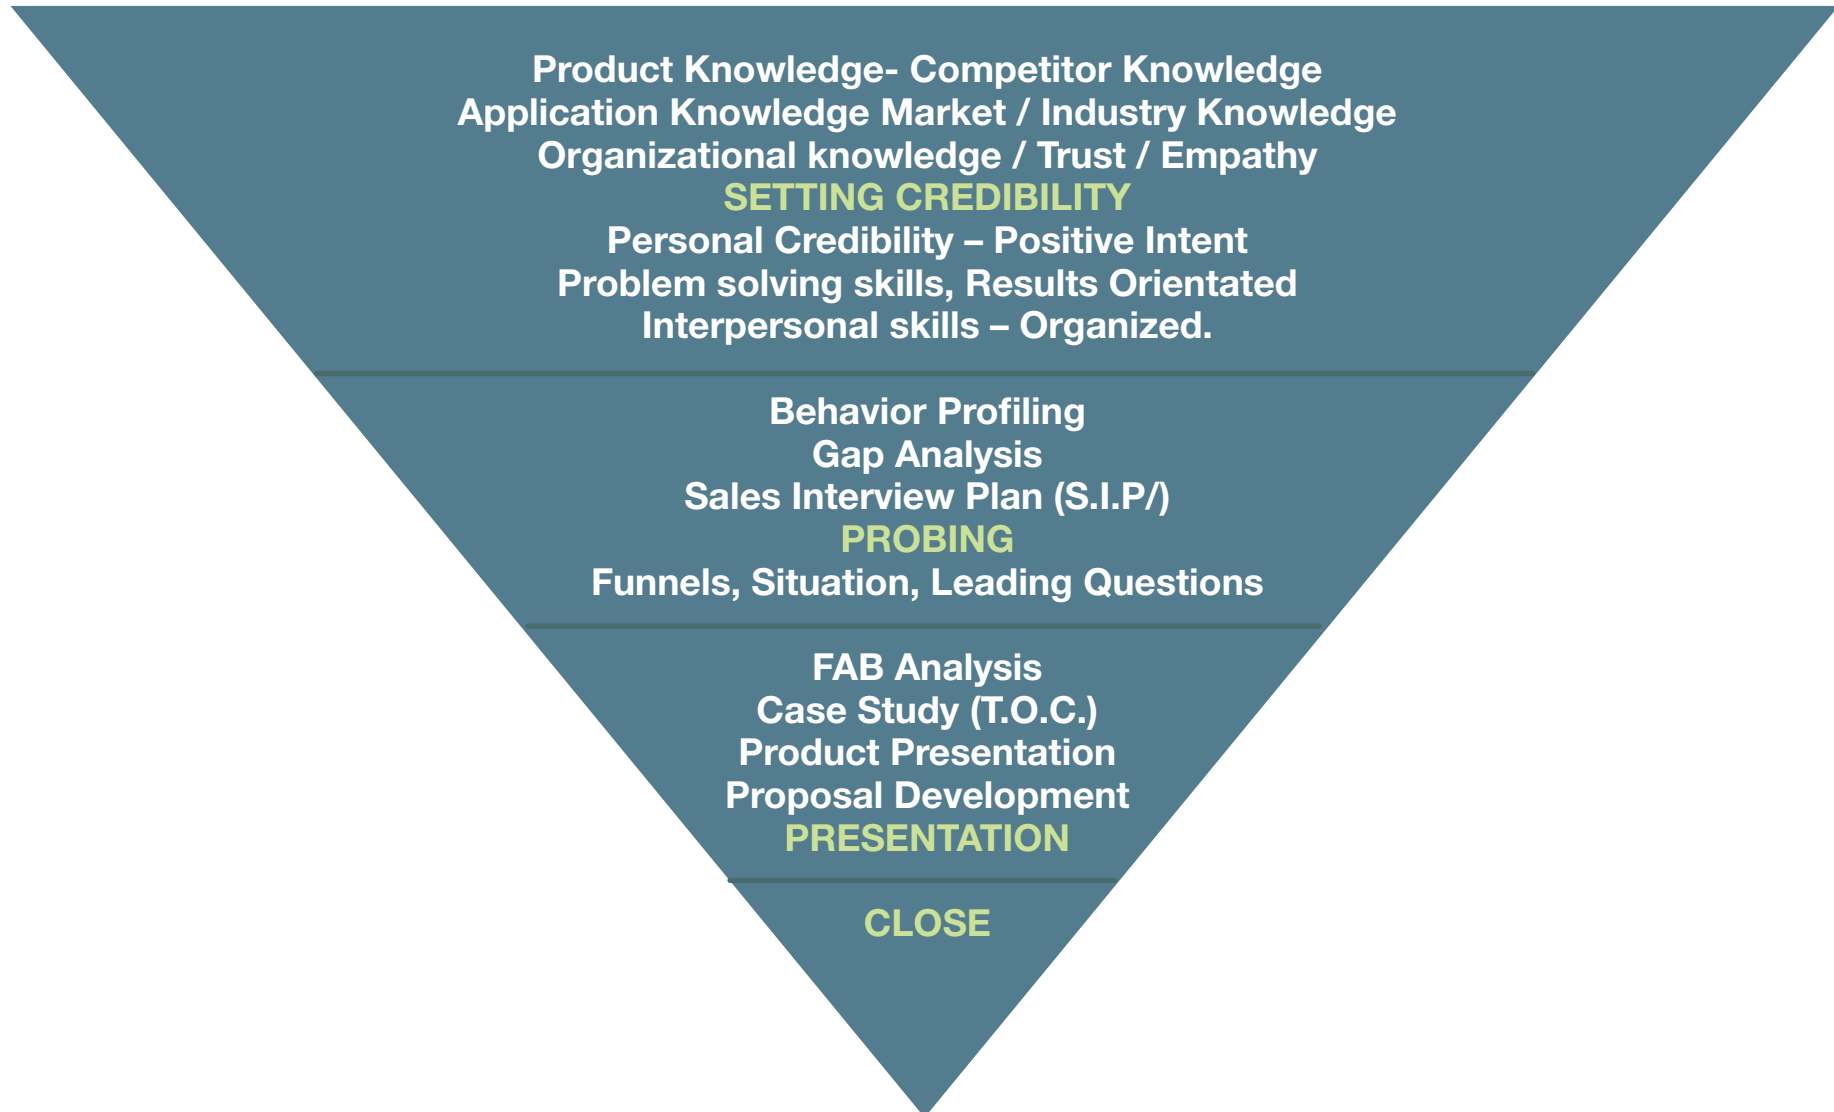 Product Knowledge- Competitor Knowledge
Application Knowledge Market / Industry Knowledge
Organizational knowledge / Trust / Empathy
SETTING CREDIBILITY
Personal Credibility – Positive Intent
Problem solving skills, Results Orientated
Interpersonal skills – Organized.
Behavior Profiling
Gap Analysis
Sales Interview Plan (S.I.P/)
PROBING
Funnels, Situation, Leading Questions
FAB Analysis
Case Study (T.O.C.)
Product Presentation
Proposal Development
PRESENTATION
CLOSE